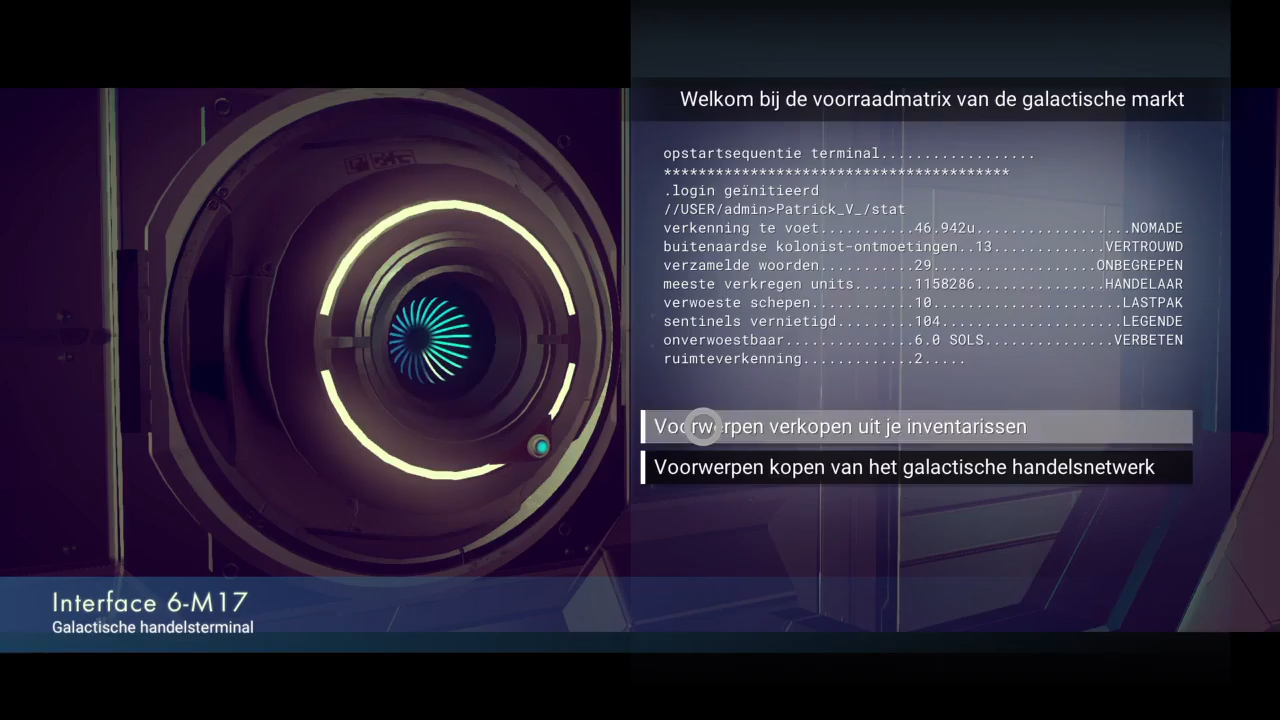 Welkom bij de voorraadmatrix van de galactische markt
opstartsequentie terminal..................
****************************************
.login geïnitieerd
//USER/admin>Patrick_V_/stat
verkenning te voet...........46.942u..................NOMADE
buitenaardse kolonist-ontmoetingen..13.............VERTROUWD
verzamelde woorden...........29...................ONBEGREPEN
meeste verkregen units.......1158286...............HANDELAAR
verwoeste schepen............10......................LASTPAK
sentinels vernietigd.........104.....................LEGENDE
onverwoestbaar...............6.0 SOLS...............VERBETEN
ruimteverkenning.............2.....
Voorwerpen verkopen uit je inventarissen
Voorwerpen kopen van het galactische handelsnetwerk
Interface 6-M17
Galactische handelsterminal